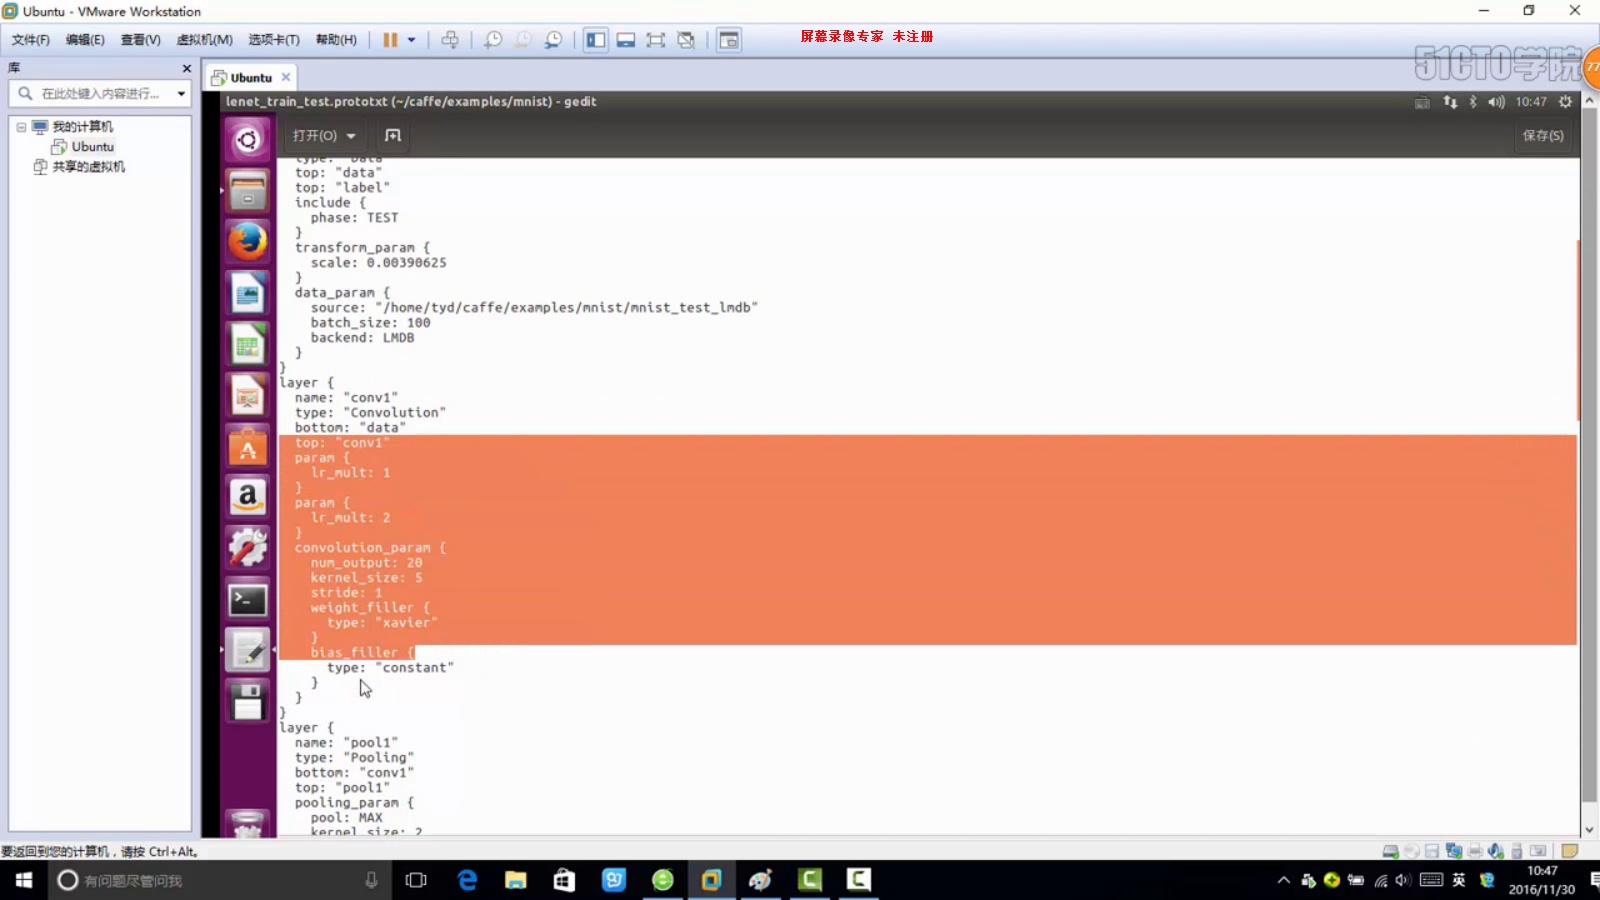 Ubuntu - VMware Workstation
文件(F) 编辑(E) 查看(V) 虚拟机(M) 选项卡(T) 帮助(H)
屏幕录像专家 未注册
51CTO学院
77
库
在此处键入内容进行...
我的计算机
Ubuntu
共享的虚拟机
Ubuntu
lenet_train_test.prototxt (~/caffe/examples/mnist) - gedit
10:47
打开(O)
保存(S)
type: "Data"
top: "data"
top: "label"
include {
phase: TEST
}
transform_param {
scale: 0.00390625
}
data_param {
source: "/home/tyd/caffe/examples/mnist/mnist_test_lmdb"
batch_size: 100
backend: LMDB
}
}
layer {
name: "conv1"
type: "Convolution"
bottom: "data"
top: "conv1"
param {
lr_mult: 1
}
param {
lr_mult: 2
}
convolution_param {
num_output: 20
kernel_size: 5
stride: 1
weight_filler {
type: "xavier"
}
bias_filler {
type: "constant"
}
}
}
layer {
name: "pool1"
type: "Pooling"
bottom: "conv1"
top: "pool1"
pooling_param {
pool: MAX
kernel_size: 2
要返回到您的计算机，请按 Ctrl+Alt。
有问题尽管问我
英
10:47
2016/11/30